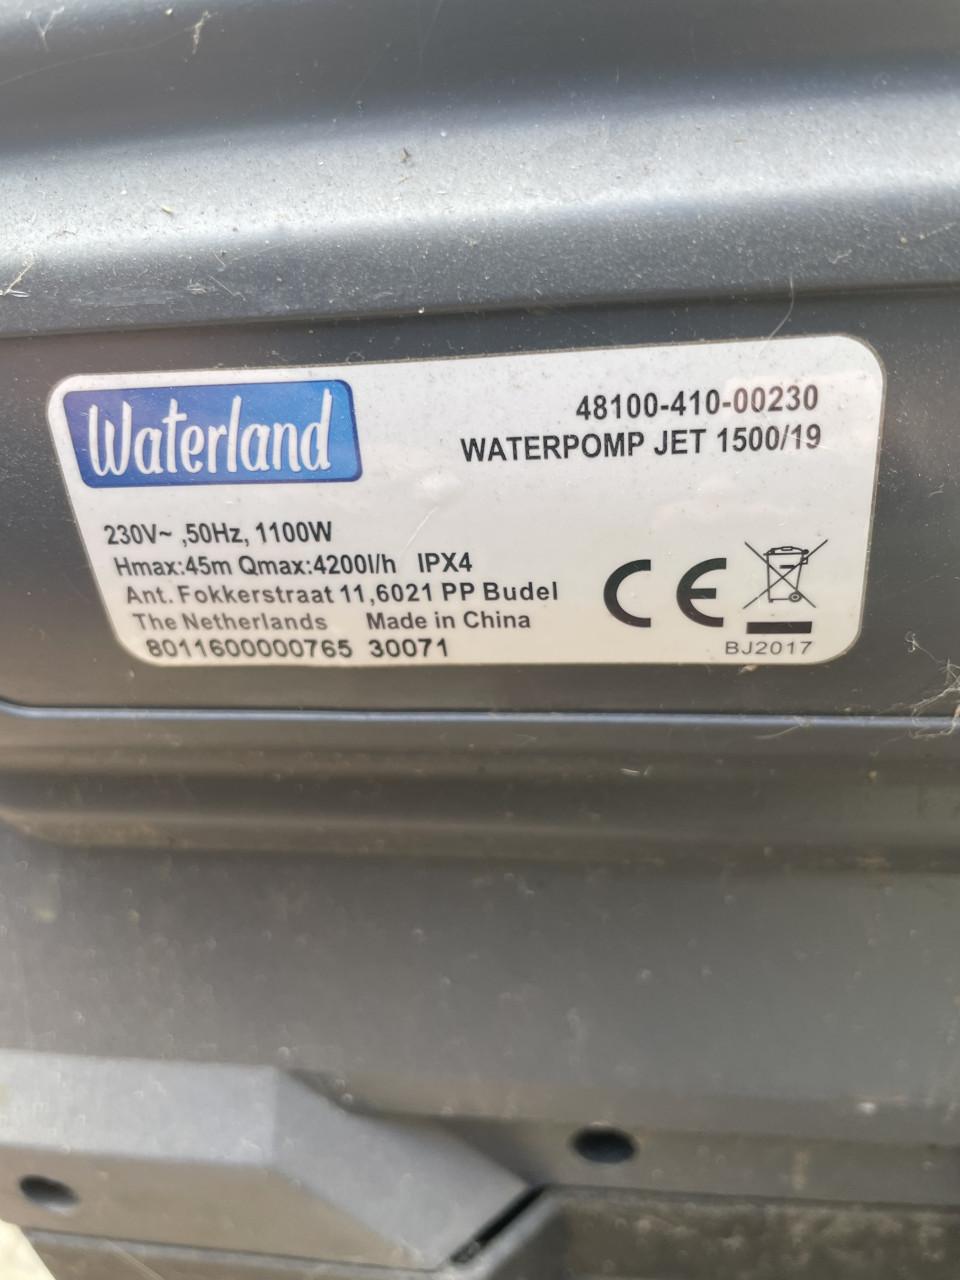 Waterland
48100-410-00230
WATERPOMP JET 1500/19
230V~ ,50Hz, 1100W
Hmax:45m Qmax:4200l/h IPX4
Ant. Fokkerstraat 11,6021 PP Budel
The Netherlands Made in China
8011600000765 30071
CE
BJ2017